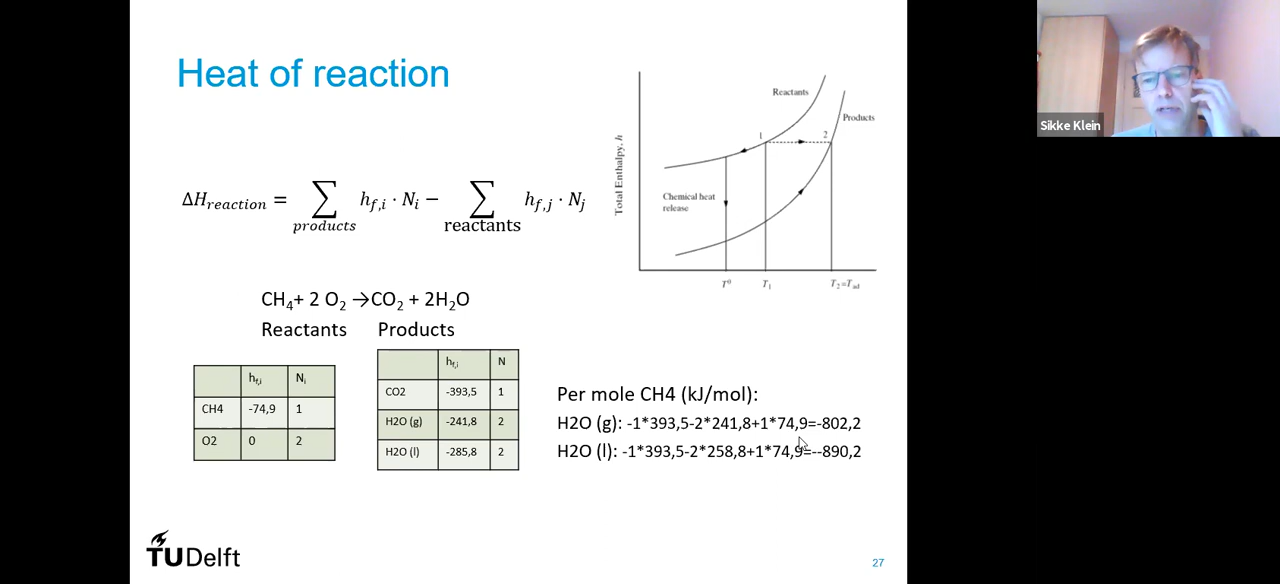 Heat of reaction
Sikke Klein
Reactants
Products
1
2
Total Enthalpy, h
Chemical heat
release
T⁰ T₁ T₂=Tad
ΔH_reaction = ∑ h_f,i · N_i − ∑ h_f,j · N_j
products reactants
CH₄+ 2 O₂ →CO₂ + 2H₂O
Reactants Products
h_f,i N_i
CH4 -74,9 1
O2 0 2
h_f,i N
CO2 -393,5 1
H2O (g) -241,8 2
H2O (l) -285,8 2
Per mole CH4 (kJ/mol):
H2O (g): -1*393,5-2*241,8+1*74,9=-802,2
H2O (l): -1*393,5-2*258,8+1*74,9=--890,2
TUDelft
27